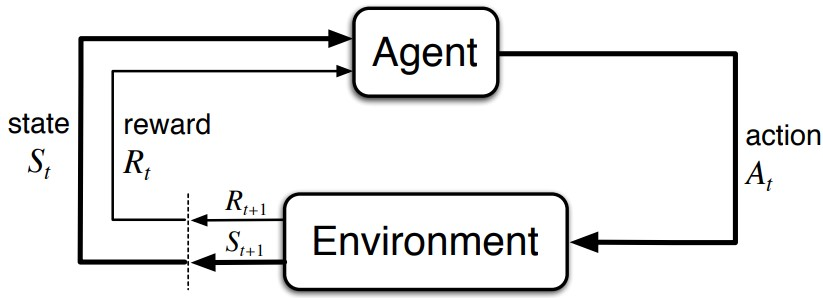 Agent
state
S_t
reward
R_t
action
A_t
R_{t+1}
S_{t+1}
Environment